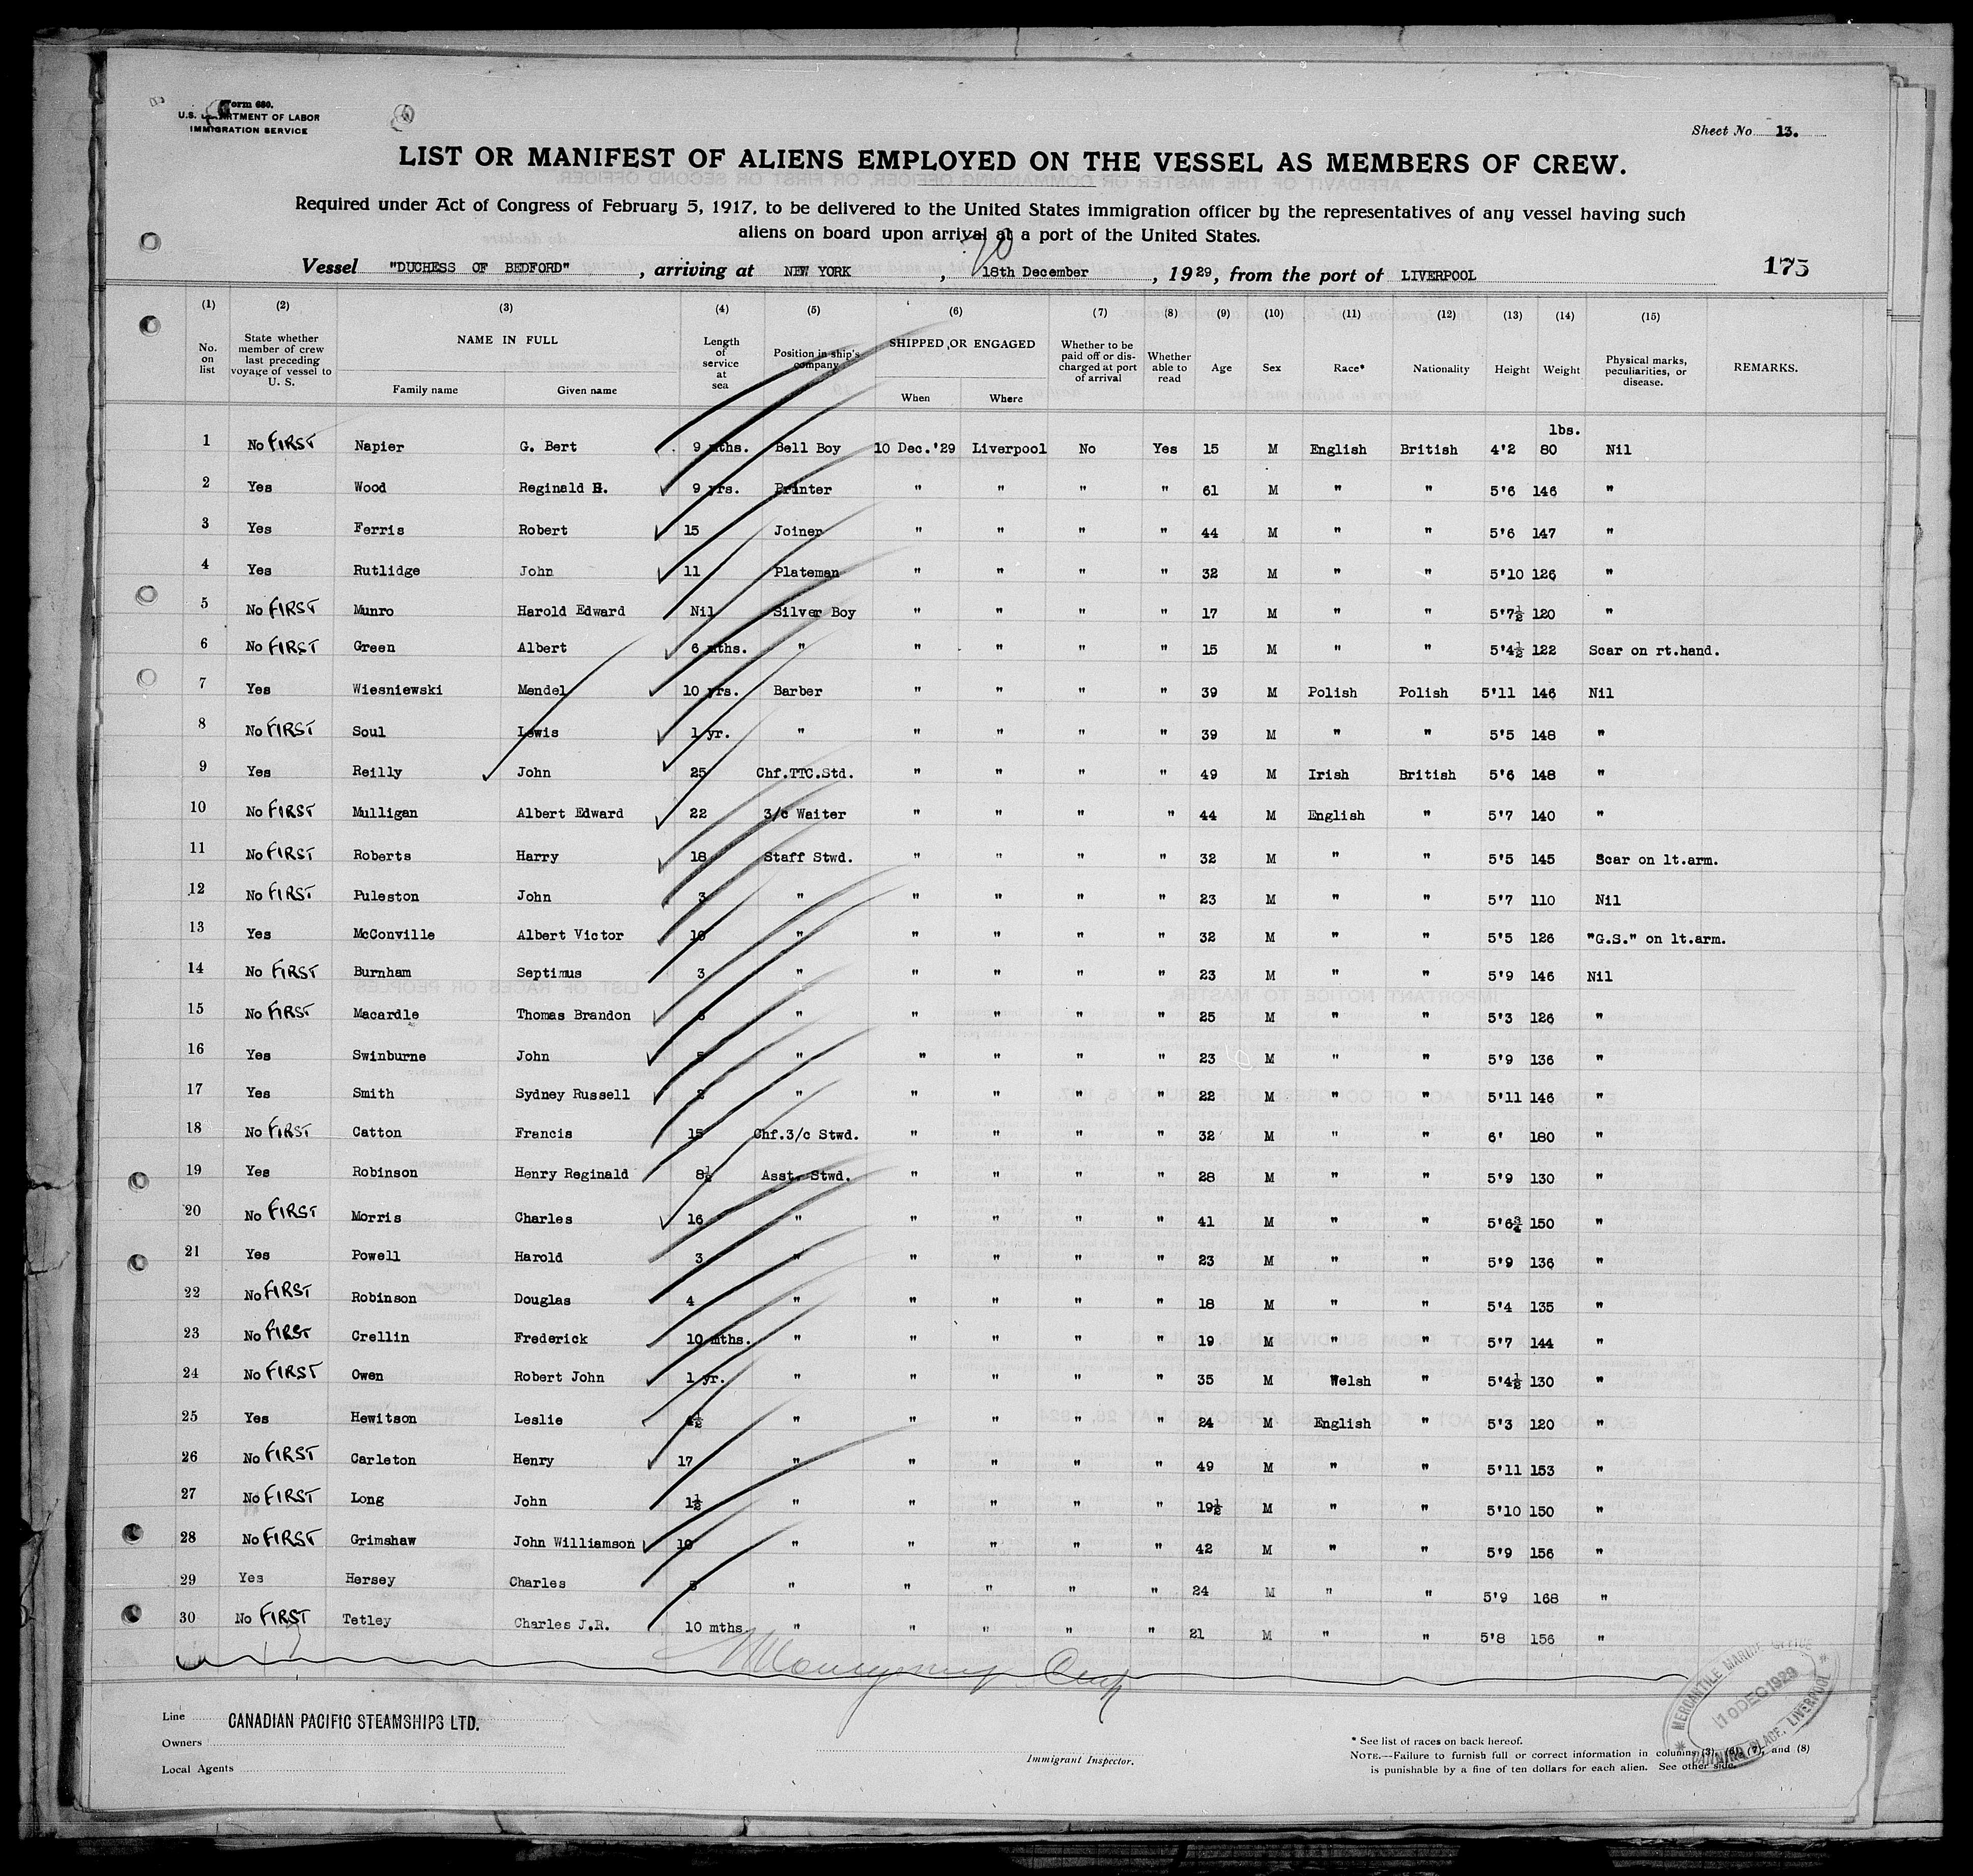 Form 680.
U.S. DEPARTMENT OF LABOR
IMMIGRATION SERVICE
Sheet No 13.
LIST OR MANIFEST OF ALIENS EMPLOYED ON THE VESSEL AS MEMBERS OF CREW.
Required under Act of Congress of February 5, 1917, to be delivered to the United States immigration officer by the representatives of any vessel having such
aliens on board upon arrival at a port of the United States.
20
Vessel "DUCHESS OF BEDFORD", arriving at NEW YORK, 18th December, 1929, from the port of LIVERPOOL
175
(1) (2) (3) (4) (5) (6) (7) (8) (9) (10) (11) (12) (13) (14) (15)
No. on list State whether member of crew last preceding voyage of vessel to U. S. NAME IN FULL Family name Given name Length of service at sea Position in ship's company SHIPPED OR ENGAGED When Where Whether to be paid off or discharged at port of arrival Whether able to read Age Sex Race* Nationality Height Weight Physical marks, peculiarities, or disease. REMARKS.
lbs.
1 No FIRST Napier G. Bert 9 mths. Bell Boy 10 Dec.'29 Liverpool No Yes 15 M English British 4'2 80 Nil
2 Yes Wood Reginald H. 9 yrs. Printer " " " " 61 M " " 5'6 146 "
3 Yes Ferris Robert 15 Joiner " " " " 44 M " " 5'6 147 "
4 Yes Rutlidge John 11 Plateman " " " " 32 M " " 5'10 126 "
5 No FIRST Munro Harold Edward Nil Silver Boy " " " " 17 M " " 5'7½ 120 "
6 No FIRST Green Albert 6 mths. " " " " " 15 M " " 5'4½ 122 Scar on rt.hand.
7 Yes Wiesniewski Mendel 10 yrs. Barber " " " " 39 M Polish Polish 5'11 146 Nil
8 No FIRST Soul Lewis 1 yr. " " " " " 39 M " " 5'5 148 "
9 Yes Reilly John 25 Chf.TTC.Std. " " " " 49 M Irish British 5'6 148 "
10 No FIRST Mulligan Albert Edward 22 3/c Waiter " " " " 44 M English " 5'7 140 "
11 No FIRST Roberts Harry 18 Staff Stwd. " " " " 32 M " " 5'5 145 Scar on lt.arm.
12 No FIRST Puleston John 3 " " " " " 23 M " " 5'7 110 Nil
13 Yes McConville Albert Victor 10 " " " " " 32 M " " 5'5 126 "G.S." on lt.arm.
14 No FIRST Burnham Septimus 3 " " " " " 23 M " " 5'9 146 Nil
15 No FIRST Macardle Thomas Brandon " " " " " 25 M " " 5'3 126 "
16 Yes Swinburne John " " " " " 23 M " " 5'9 136 "
17 Yes Smith Sydney Russell " " " " " 22 M " " 5'11 146 "
18 No FIRST Catton Francis 15 Chf.3/c Stwd. " " " " 32 M " " 6' 180 "
19 Yes Robinson Henry Reginald 8½ Asst. Stwd. " " " " 28 M " " 5'9 130 "
20 No FIRST Morris Charles 16 " " " " " 41 M " " 5'6¾ 150 "
21 Yes Powell Harold 3 " " " " " 23 M " " 5'9 136 "
22 No FIRST Robinson Douglas 4 " " " " " 18 M " " 5'4 135 "
23 No FIRST Crellin Frederick 10 mths. " " " " " 19 M " " 5'7 144 "
24 No FIRST Owen Robert John 1 yr. " " " " " 35 M Welsh " 5'4½ 130 "
25 Yes Hewitson Leslie " " " " " 24 M English " 5'3 120 "
26 No FIRST Carleton Henry 17 " " " " " 49 M " " 5'11 153 "
27 No FIRST Long John 1½ " " " " " 19½ M " " 5'10 150 "
28 No FIRST Grimshaw John Williamson 10 " " " " " 42 M " " 5'9 156 "
29 Yes Hersey Charles " " " " " 24 M " " 5'9 168 "
30 No FIRST Tetley Charles J.R. 10 mths. " " " " " 21 M " " 5'8 156 "
Line CANADIAN PACIFIC STEAMSHIPS LTD.
Owners
Local Agents
Immigrant Inspector.
* See list of races on back hereof.
NOTE.—Failure to furnish full or correct information in columns (3), (6), (7), and (8)
is punishable by a fine of ten dollars for each alien. See other side.
MERCANTILE MARINE OFFICE
10 DEC 1929
PLACE, LIVERPOOL